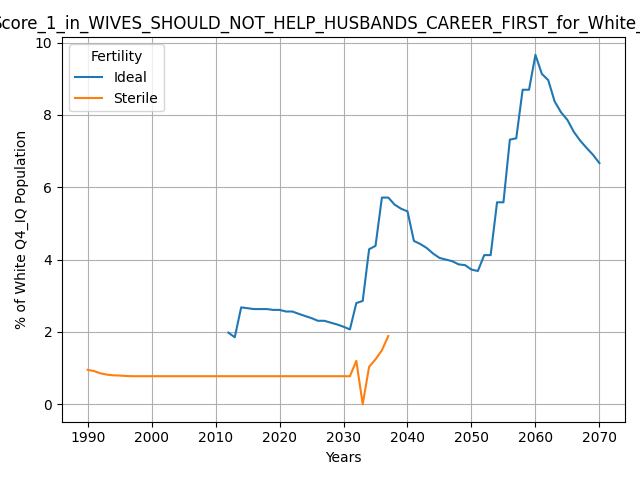 Score_1_in_WIVES_SHOULD_NOT_HELP_HUSBANDS_CAREER_FIRST_for_White_
Fertility
Ideal
Sterile
% of White Q4_IQ Population
10
8
6
4
2
0
1990 2000 2010 2020 2030 2040 2050 2060 2070
Years